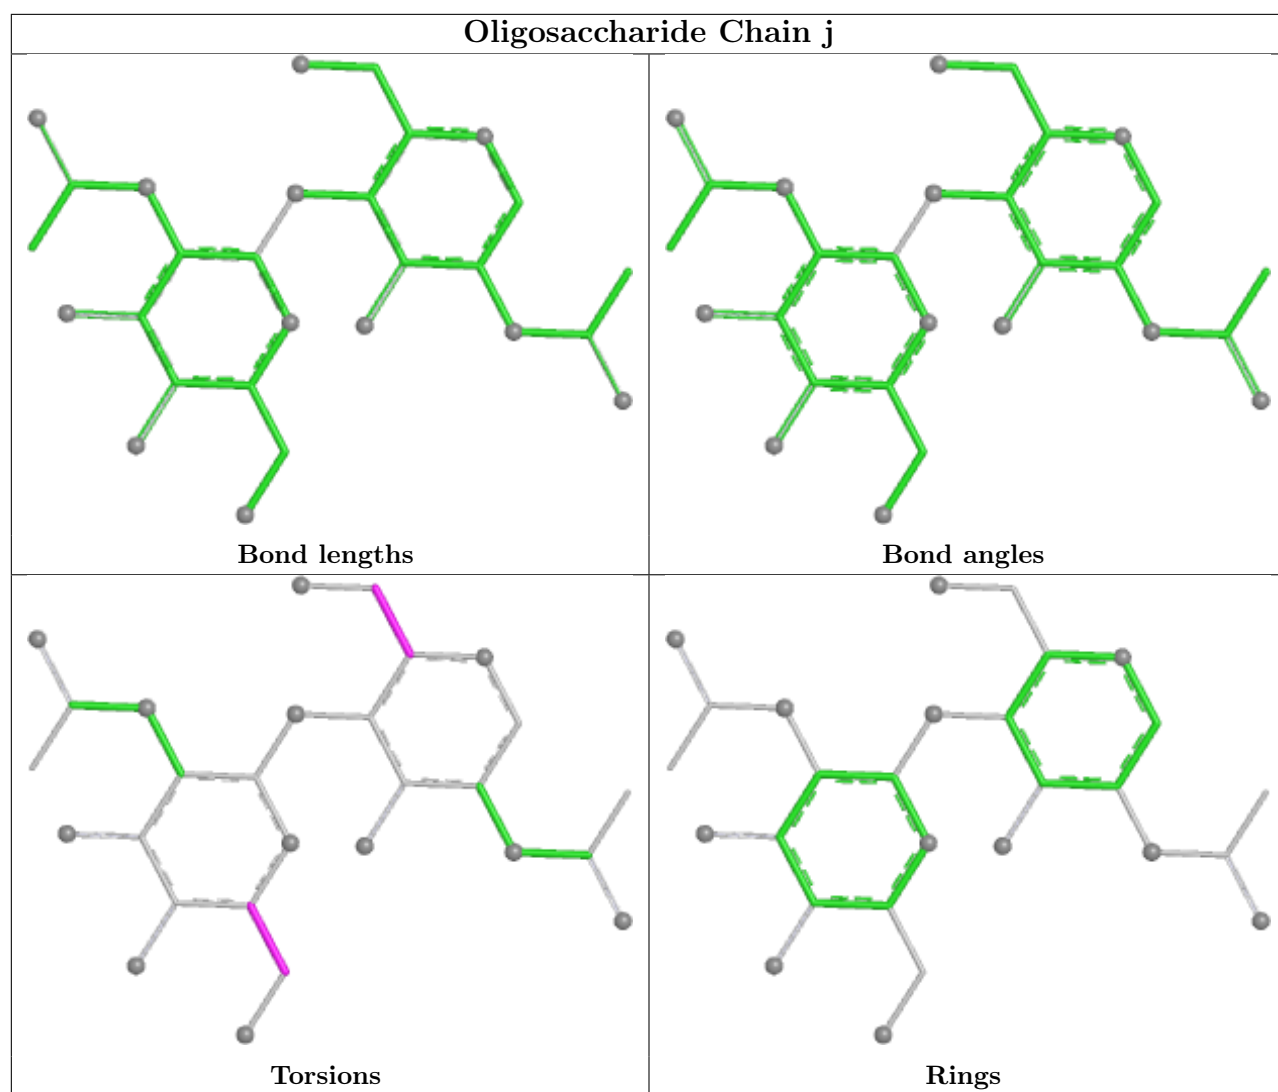 Oligosaccharide Chain j
Bond lengths
Bond angles
Torsions
Rings